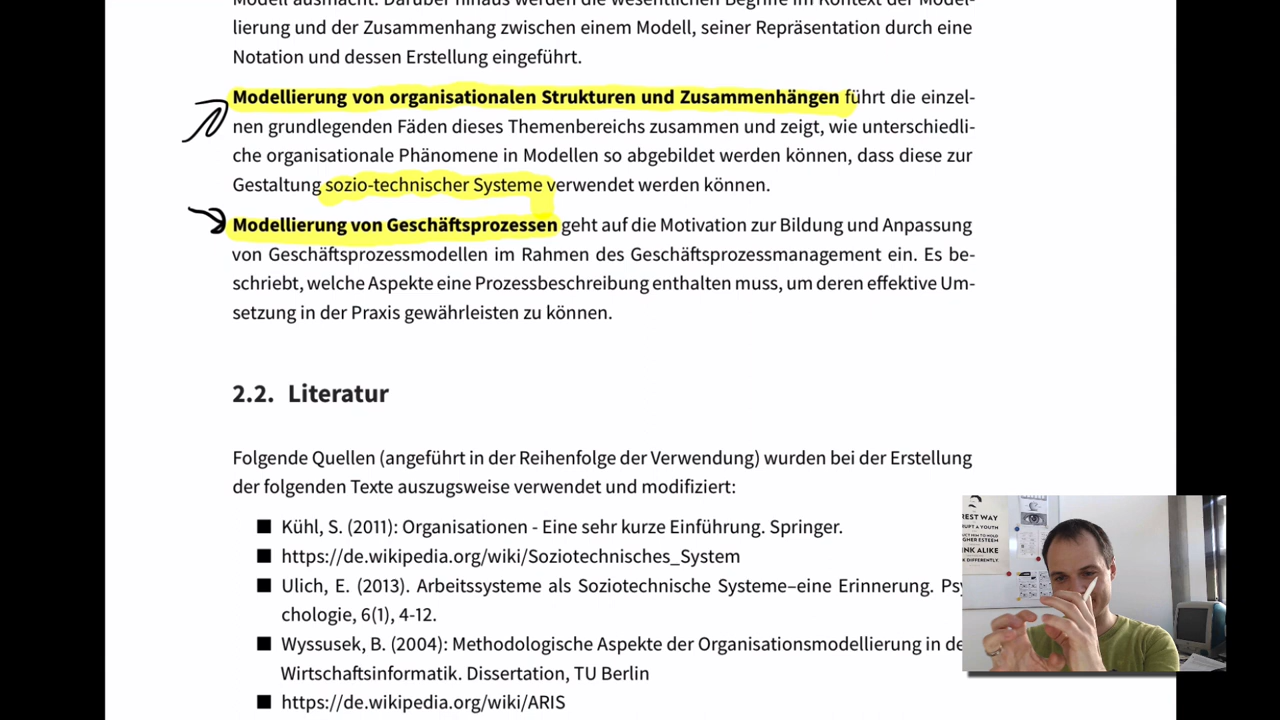 Modell ausmacht. Darüber hinaus werden die wesentlichen Begriffe im Kontext der Model-
lierung und der Zusammenhang zwischen einem Modell, seiner Repräsentation durch eine
Notation und dessen Erstellung eingeführt.
Modellierung von organisationalen Strukturen und Zusammenhängen führt die einzel-
nen grundlegenden Fäden dieses Themenbereichs zusammen und zeigt, wie unterschiedli-
che organisationale Phänomene in Modellen so abgebildet werden können, dass diese zur
Gestaltung sozio-technischer Systeme verwendet werden können.
Modellierung von Geschäftsprozessen geht auf die Motivation zur Bildung und Anpassung
von Geschäftsprozessmodellen im Rahmen des Geschäftsprozessmanagement ein. Es be-
schriebt, welche Aspekte eine Prozessbeschreibung enthalten muss, um deren effektive Um-
setzung in der Praxis gewährleisten zu können.
2.2. Literatur
Folgende Quellen (angeführt in der Reihenfolge der Verwendung) wurden bei der Erstellung
der folgenden Texte auszugsweise verwendet und modifiziert:
■ Kühl, S. (2011): Organisationen - Eine sehr kurze Einführung. Springer.
■ https://de.wikipedia.org/wiki/Soziotechnisches_System
■ Ulich, E. (2013). Arbeitssysteme als Soziotechnische Systeme–eine Erinnerung. Psy
chologie, 6(1), 4-12.
■ Wyssusek, B. (2004): Methodologische Aspekte der Organisationsmodellierung in de
Wirtschaftsinformatik. Dissertation, TU Berlin
■ https://de.wikipedia.org/wiki/ARIS
REST WAY
UPT A YOUTH
HIGHER ESTEEM
INK ALIKE
DIFFERENTLY.